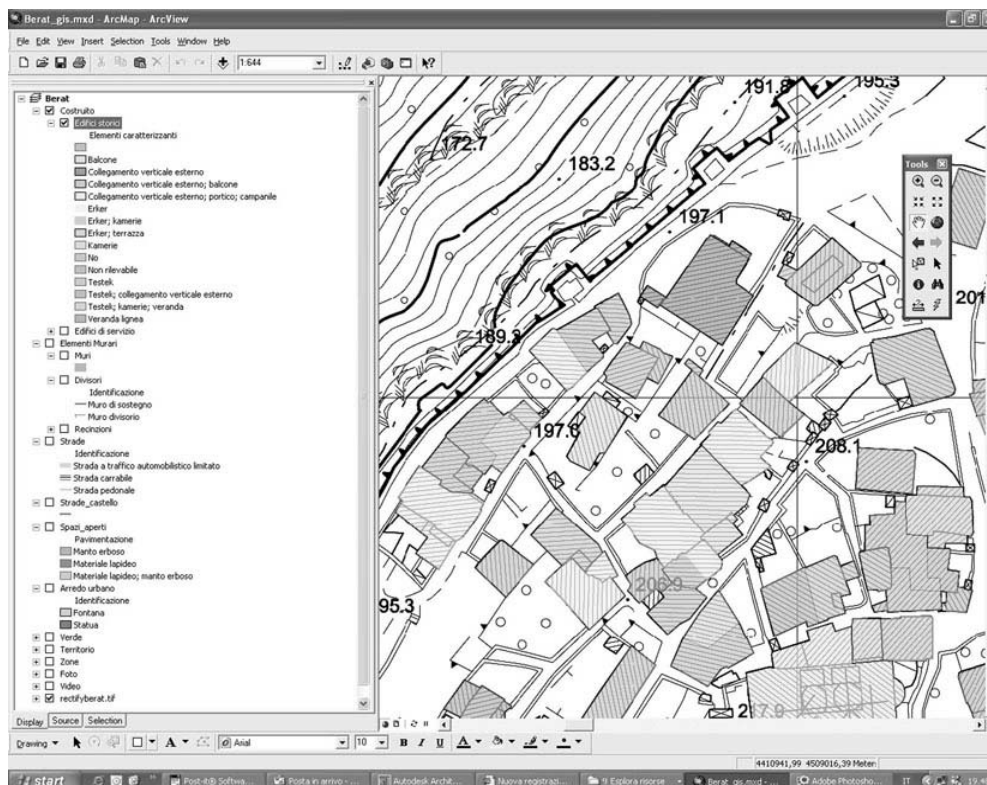 Berat_gis.mxd - ArcMap - ArcView
File Edit View Insert Selection Tools Window Help
1:644
Berat
Costruito
Edifici storici
Elementi caratterizzanti
Balcone
Collegamento verticale esterno
Collegamento verticale esterno; balcone
Collegamento verticale esterno; portico; campanile
Erker
Erker; kamerie
Erker; terrazza
Kamerie
No
Non rilevabile
Testek
Testek; collegamento verticale esterno
Testek; kamerie; veranda
Veranda lignea
Edifici di servizio
Elementi Murari
Muri
Divisori
Identificazione
Muro di sostegno
Muro divisorio
Recinzioni
Strade
Identificazione
Strada a traffico automobilistico limitato
Strada carrabile
Strada pedonale
Strade_castello
Spazi_aperti
Pavimentazione
Manto erboso
Materiale lapideo
Materiale lapideo; manto erboso
Arredo urbano
Identificazione
Fontana
Statua
Verde
Territorio
Zone
Foto
Video
rectifyberat.tif
Display Source Selection
191.8
195.3
172.7
183.2
197.1
Tools
201
189.2
208.1
206.9
95.3
Drawing
A
Arial
10
B I U
A
4410941,99 4509016,39 Meter
start
Post-it® Softwa...
Posta in arrivo - ...
Autodesk Archit...
Nuova registrazi...
9 Esplora risorse
Berat_gis.mxd - ...
Adobe Photosho...
IT